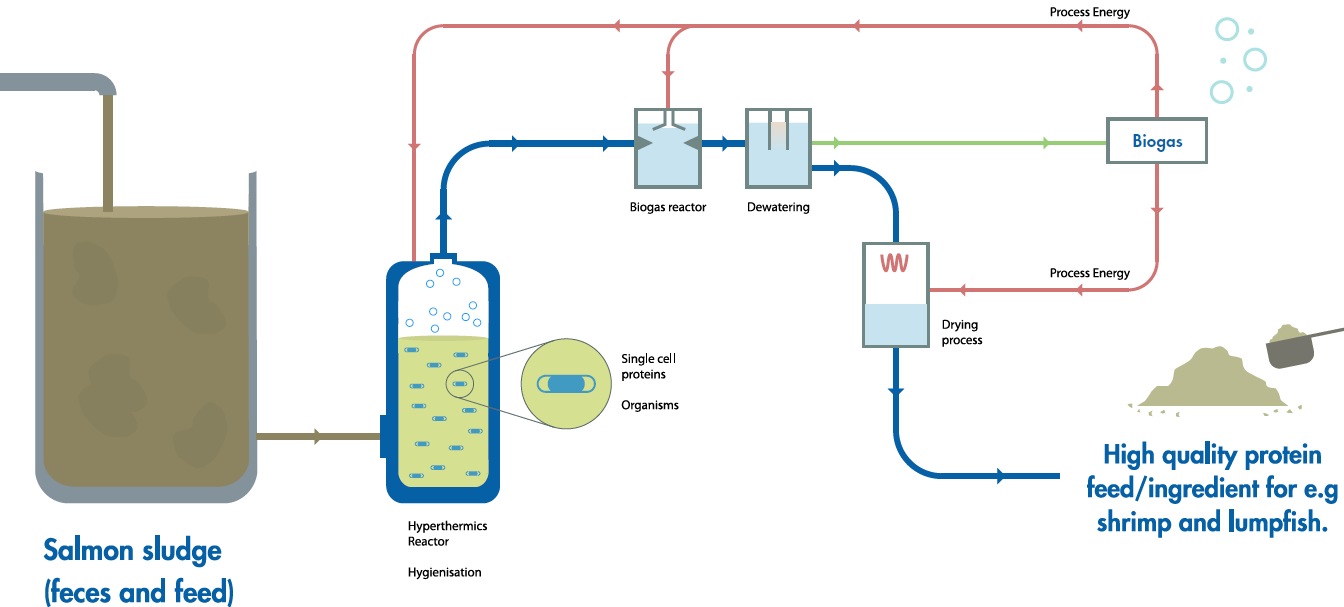 Process Energy
Biogas
Biogas reactor
Dewatering
Process Energy
Drying
process
Single cell
proteins
Organisms
High quality protein
feed/ingredient for e.g
shrimp and lumpfish.
Hyperthermics
Reactor
Hygienisation
Salmon sludge
(feces and feed)